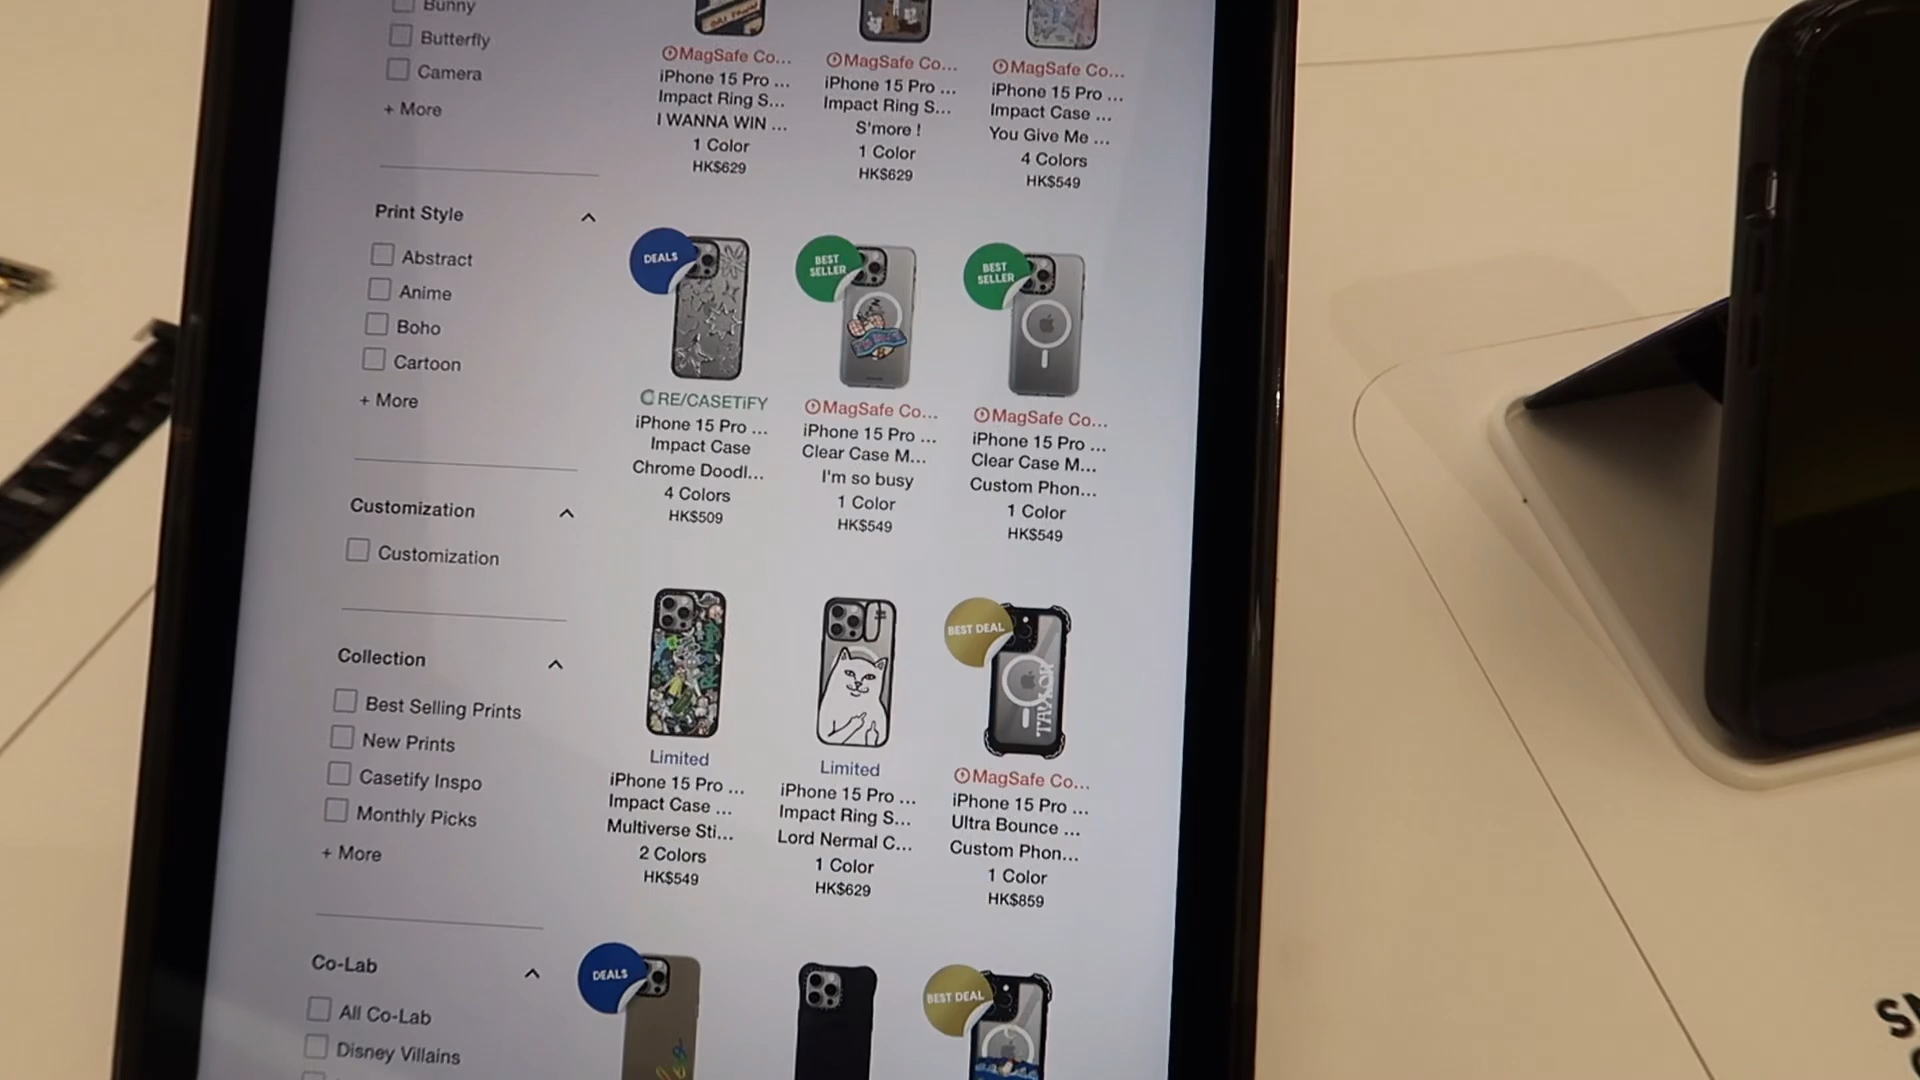 Bunny
Butterfly
Camera
+ More
Print Style
Abstract
Anime
Boho
Cartoon
+ More
Customization
Customization
Collection
Best Selling Prints
New Prints
Casetify Inspo
Monthly Picks
+ More
Co-Lab
All Co-Lab
Disney Villains
MagSafe Co...
iPhone 15 Pro ...
Impact Ring S...
I WANNA WIN ...
1 Color
HK$629
MagSafe Co...
iPhone 15 Pro ...
Impact Ring S...
S'more !
1 Color
HK$629
MagSafe Co...
iPhone 15 Pro ...
Impact Case ...
You Give Me ...
4 Colors
HK$549
DEALS
RE/CASETiFY
iPhone 15 Pro ...
Impact Case
Chrome Doodl...
4 Colors
HK$509
BEST
SELLER
MagSafe Co...
iPhone 15 Pro ...
Clear Case M...
I'm so busy
1 Color
HK$549
BEST
SELLER
MagSafe Co...
iPhone 15 Pro ...
Clear Case M...
Custom Phon...
1 Color
HK$549
Limited
iPhone 15 Pro ...
Impact Case ...
Multiverse Sti...
2 Colors
HK$549
Limited
iPhone 15 Pro ...
Impact Ring S...
Lord Nermal C...
1 Color
HK$629
BEST DEAL
TAYLOR
MagSafe Co...
iPhone 15 Pro ...
Ultra Bounce ...
Custom Phon...
1 Color
HK$859
DEALS
BEST DEAL